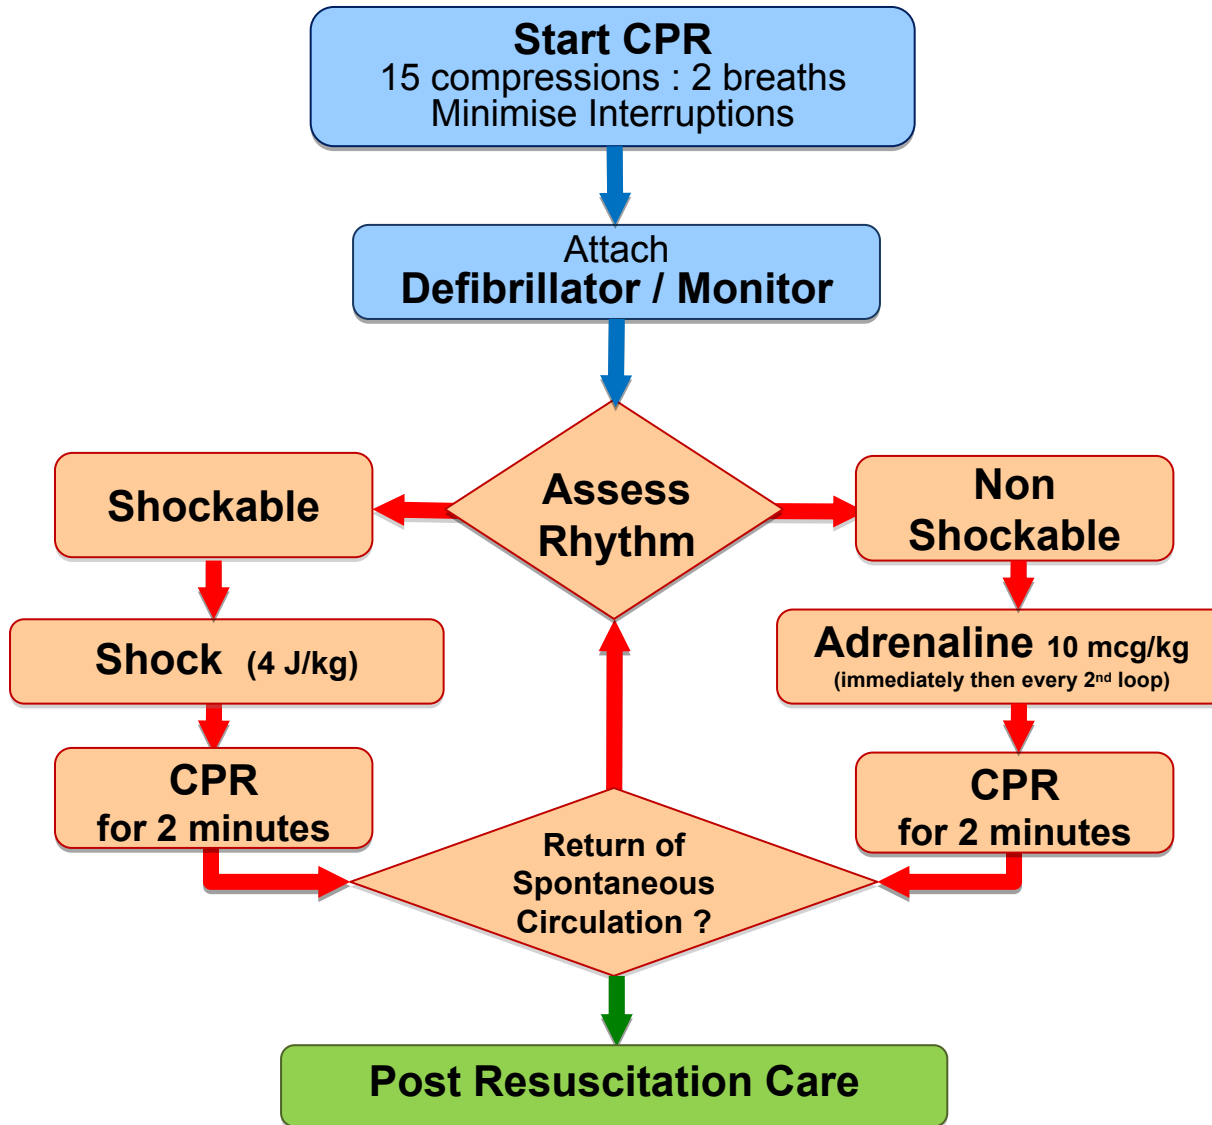 Start CPR
15 compressions : 2 breaths
Minimise Interruptions
Attach
Defibrillator / Monitor
Assess
Rhythm
Shockable
Non
Shockable
Shock (4 J/kg)
Adrenaline 10 mcg/kg
(immediately then every 2nd loop)
CPR
for 2 minutes
CPR
for 2 minutes
Return of
Spontaneous
Circulation ?
Post Resuscitation Care